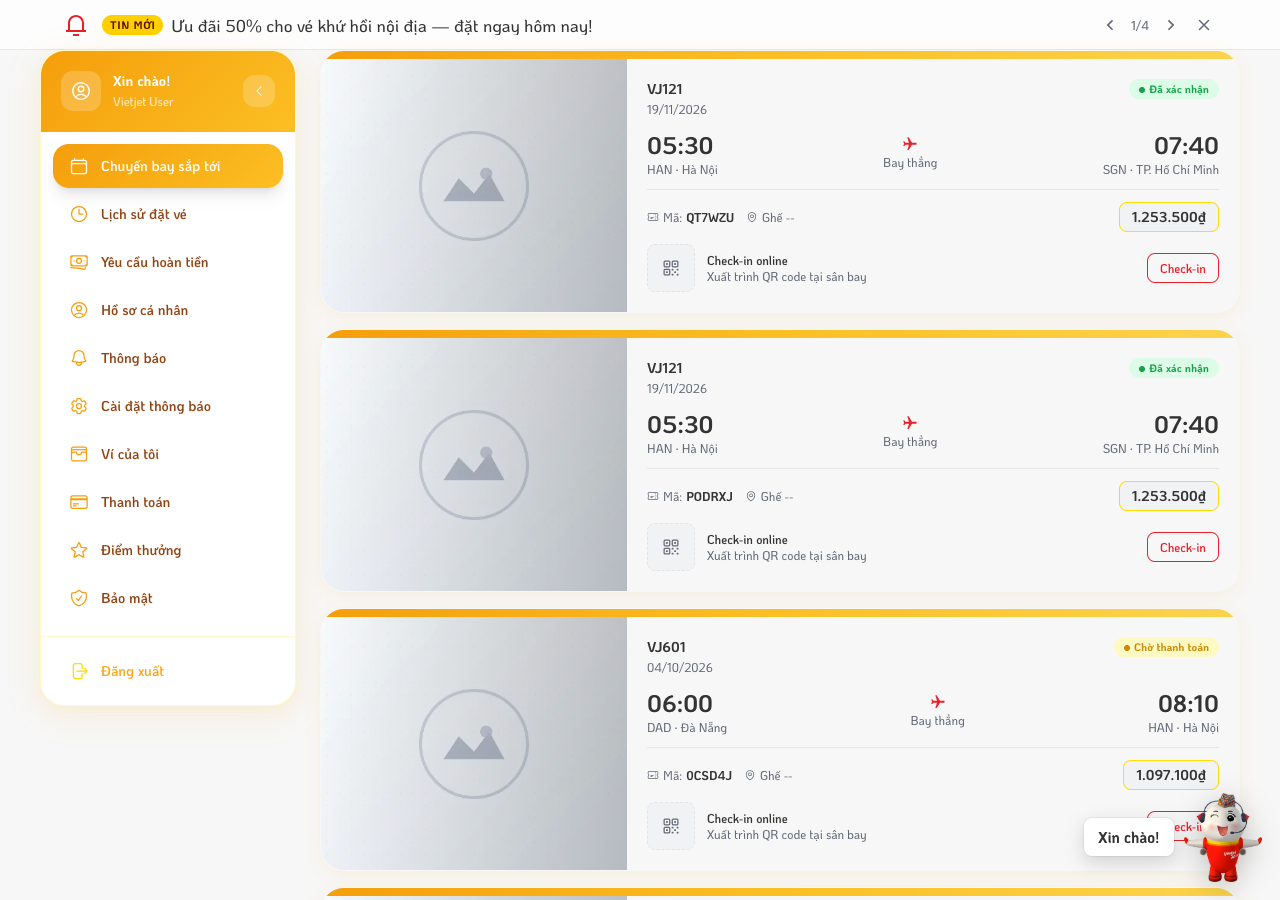 TIN MỚI Ưu đãi 50% cho vé khứ hồi nội địa — đặt ngay hôm nay!
1/4
Xin chào!
Vietjet User
Chuyến bay sắp tới
Lịch sử đặt vé
Yêu cầu hoàn tiền
Hồ sơ cá nhân
Thông báo
Cài đặt thông báo
Ví của tôi
Thanh toán
Điểm thưởng
Bảo mật
Đăng xuất
VJ121
Đã xác nhận
19/11/2026
05:30
07:40
HAN · Hà Nội
Bay thẳng
SGN · TP. Hồ Chí Minh
Mã: QT7WZU
Ghế --
1.253.500₫
Check-in online
Xuất trình QR code tại sân bay
Check-in
VJ121
Đã xác nhận
19/11/2026
05:30
07:40
HAN · Hà Nội
Bay thẳng
SGN · TP. Hồ Chí Minh
Mã: PODRXJ
Ghế --
1.253.500₫
Check-in online
Xuất trình QR code tại sân bay
Check-in
VJ601
Chờ thanh toán
04/10/2026
06:00
08:10
DAD · Đà Nẵng
Bay thẳng
HAN · Hà Nội
Mã: 0CSD4J
Ghế --
1.097.100₫
Check-in online
Xuất trình QR code tại sân bay
Xin chào!